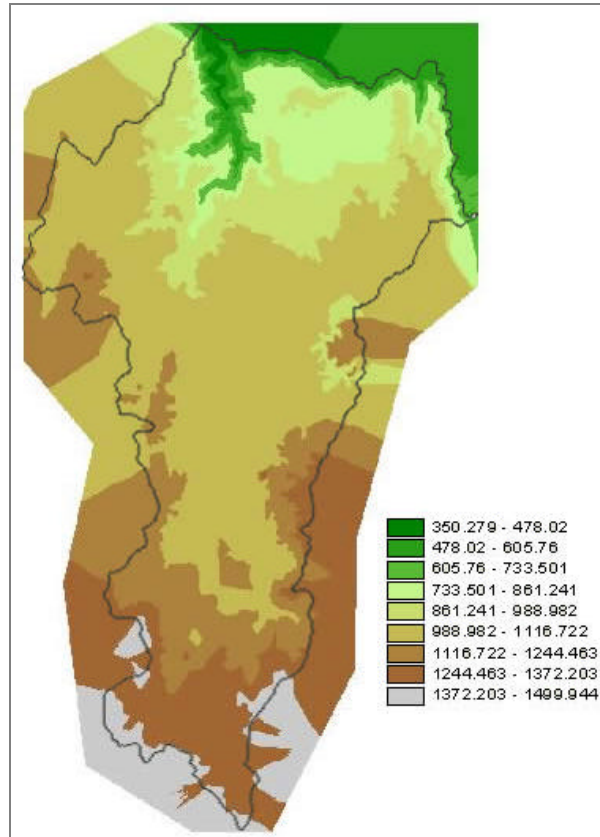 350.279 - 478.02
478.02 - 605.76
605.76 - 733.501
733.501 - 861.241
861.241 - 988.982
988.982 - 1116.722
1116.722 - 1244.463
1244.463 - 1372.203
1372.203 - 1499.944